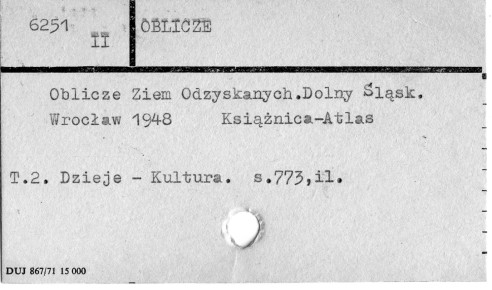 6251
II
OBLICZE
Oblicze Ziem Odzyskanych.Dolny Śląsk.
Wrocław 1948 Książnica-Atlas
T.2. Dzieje - Kultura. s.773,il.
DUJ 867/71 15 000